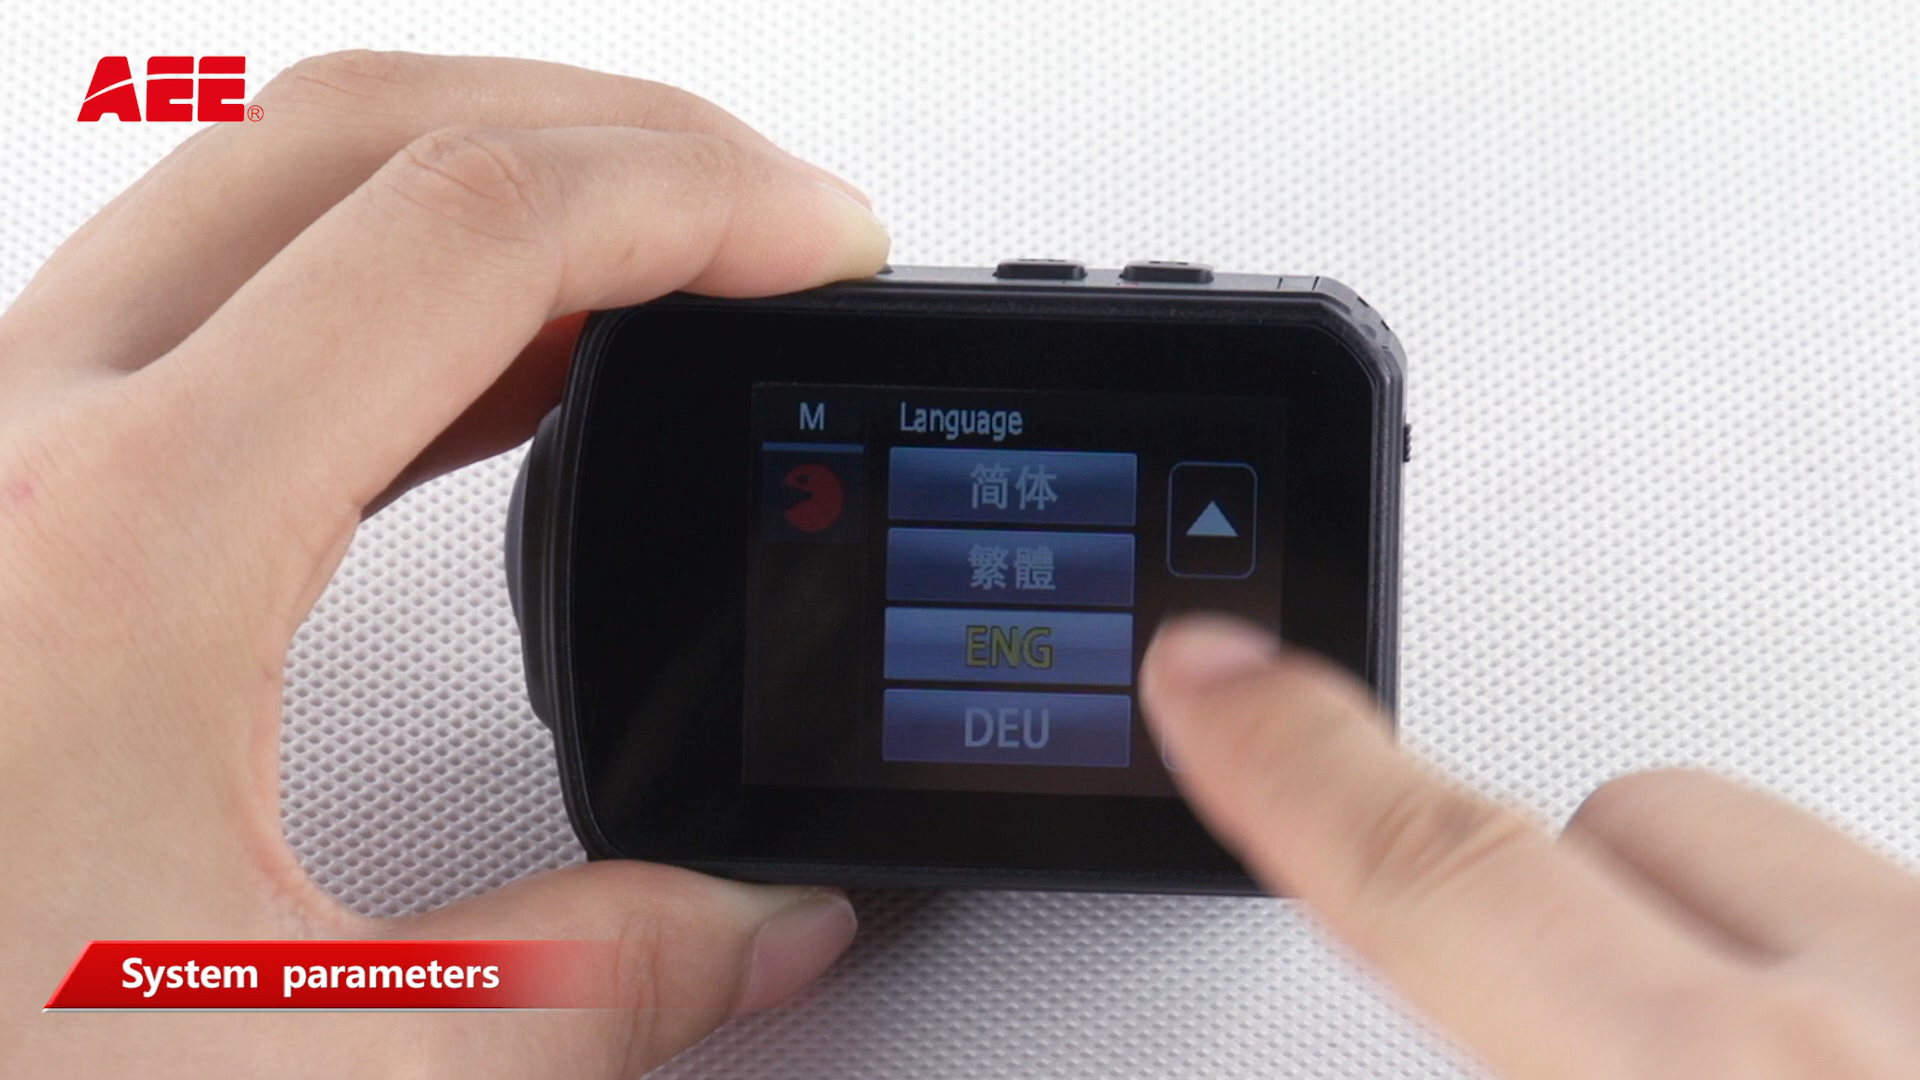 AEE®
M
Language
简体
繁體
ENG
DEU
System parameters